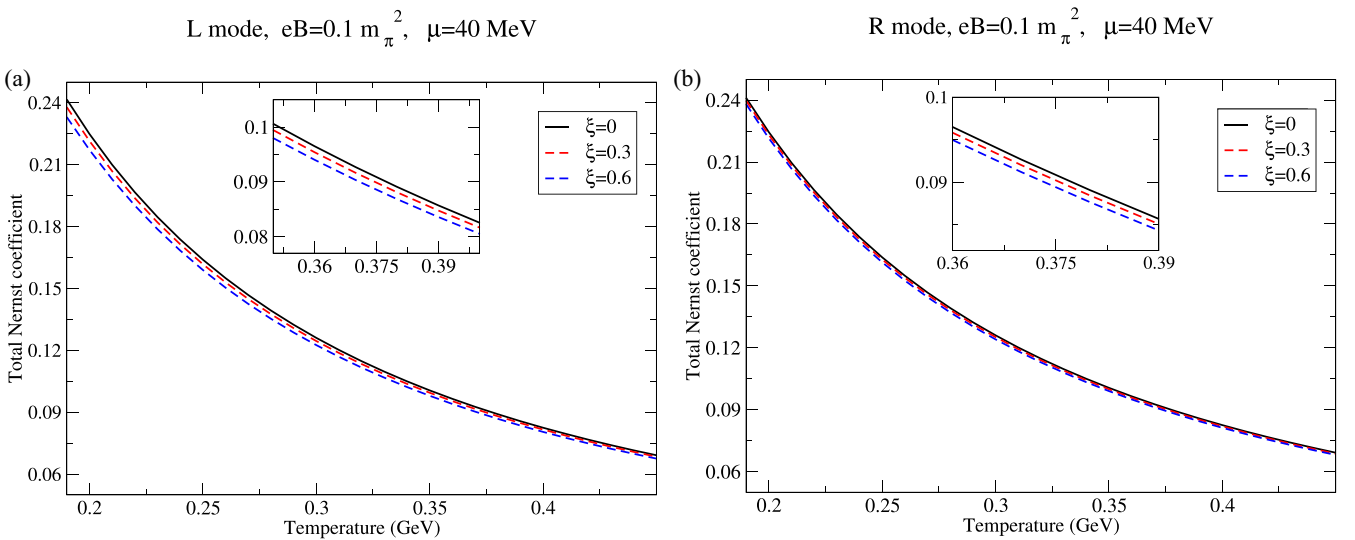 L mode, eB=0.1 m_π^2, μ=40 MeV
(a)
Total Nernst coefficient
0.24
0.21
0.18
0.15
0.12
0.09
0.06
0.1
0.09
0.08
0.36 0.375 0.39
ξ=0
ξ=0.3
ξ=0.6
0.2 0.25 0.3 0.35 0.4
Temperature (GeV)
R mode, eB=0.1 m_π^2, μ=40 MeV
(b)
Total Nernst coefficient
0.24
0.21
0.18
0.15
0.12
0.09
0.06
0.1
0.09
0.36 0.375 0.39
ξ=0
ξ=0.3
ξ=0.6
0.2 0.25 0.3 0.35 0.4
Temperature (GeV)